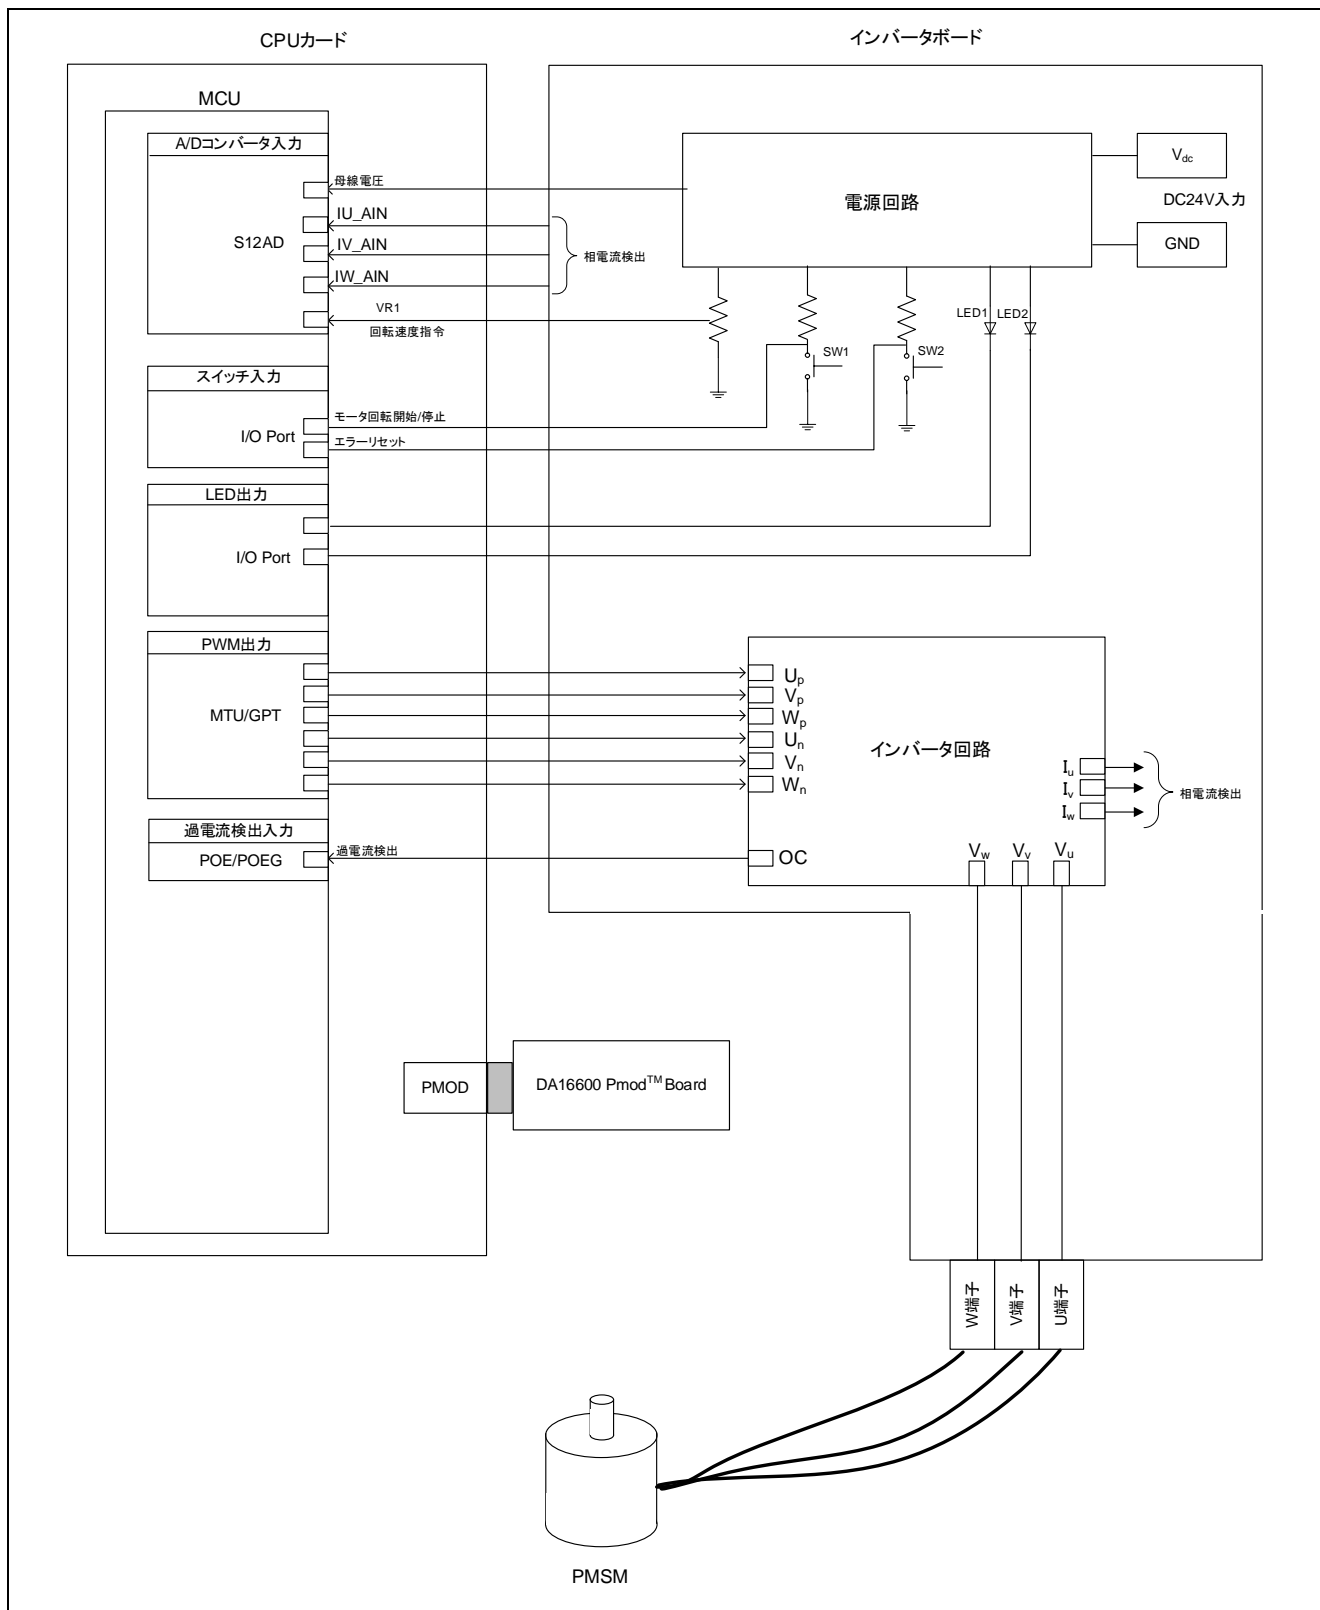 CPUカード
インバータボード
MCU
A/Dコンバータ入力
S12AD
母線電圧
IU_AIN
IV_AIN
IW_AIN
相電流検出
VR1
回転速度指令
電源回路
Vdc
DC24V入力
GND
LED1
LED2
SW1
SW2
スイッチ入力
I/O Port
モータ回転開始/停止
エラーリセット
LED出力
I/O Port
PWM出力
MTU/GPT
Up
Vp
Wp
Un
Vn
Wn
インバータ回路
Iu
Iv
Iw
相電流検出
過電流検出入力
POE/POEG
過電流検出
OC
Vw
Vv
Vu
PMOD
DA16600 Pmod™ Board
W端子
V端子
U端子
PMSM